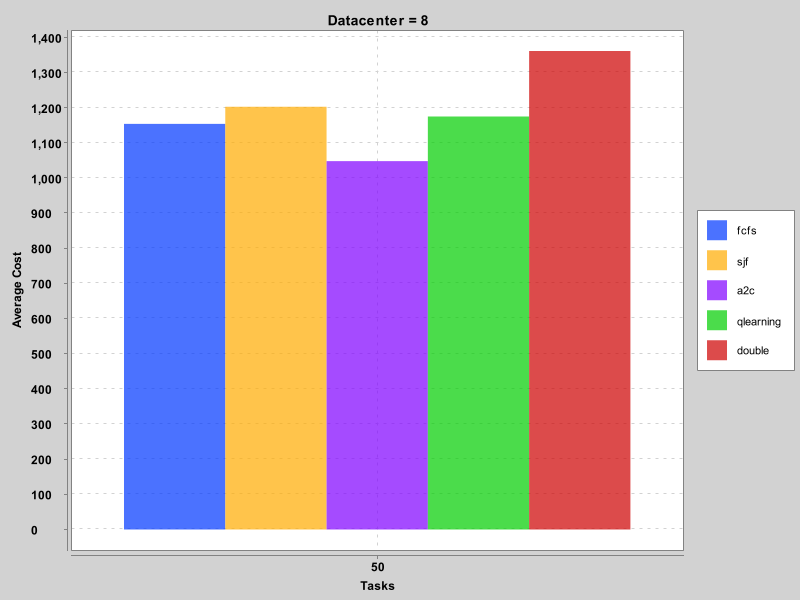 Datacenter = 8
1,400
1,300
1,200
1,100
1,000
900
800
700
600
500
400
300
200
100
0
Average Cost
50
Tasks
fcfs
sjf
a2c
qlearning
double